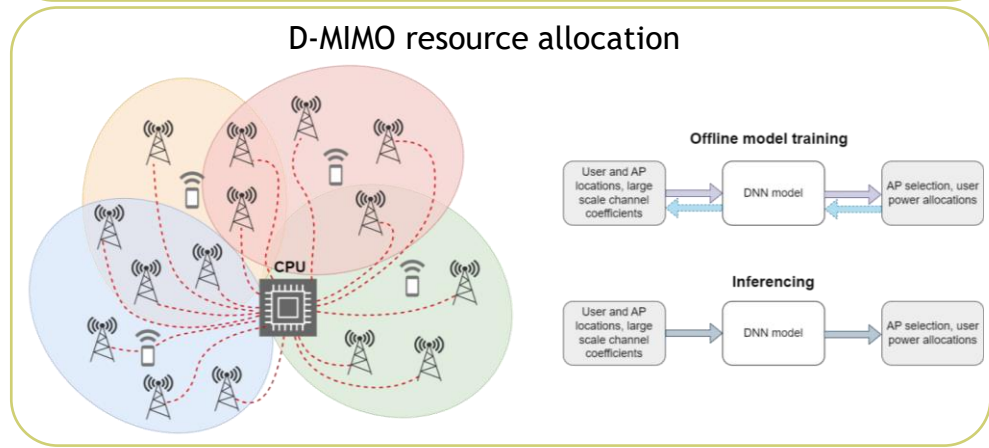 D-MIMO resource allocation
CPU
Offline model training
User and AP
locations, large
scale channel
coefficients
DNN model
AP selection, user
power allocations
Inferencing
User and AP
locations, large
scale channel
coefficients
DNN model
AP selection, user
power allocations